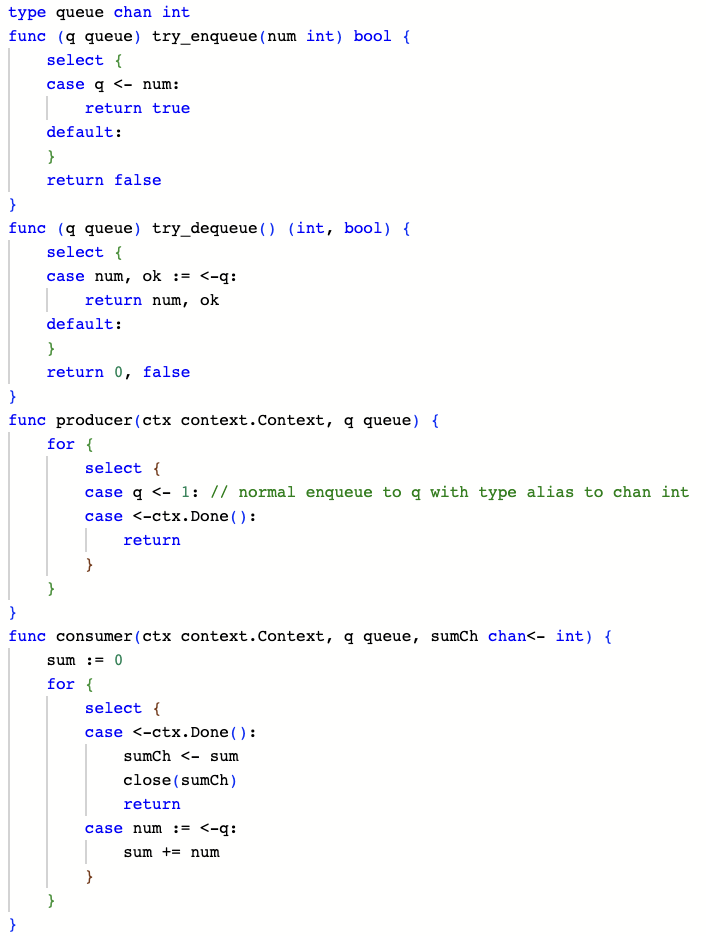 type queue chan int
func (q queue) try_enqueue(num int) bool {
    select {
    case q <- num:
        return true
    default:
    }
    return false
}
func (q queue) try_dequeue() (int, bool) {
    select {
    case num, ok := <-q:
        return num, ok
    default:
    }
    return 0, false
}
func producer(ctx context.Context, q queue) {
    for {
        select {
        case q <- 1: // normal enqueue to q with type alias to chan int
        case <-ctx.Done():
            return
        }
    }
}
func consumer(ctx context.Context, q queue, sumCh chan<- int) {
    sum := 0
    for {
        select {
        case <-ctx.Done():
            sumCh <- sum
            close(sumCh)
            return
        case num := <-q:
            sum += num
        }
    }
}